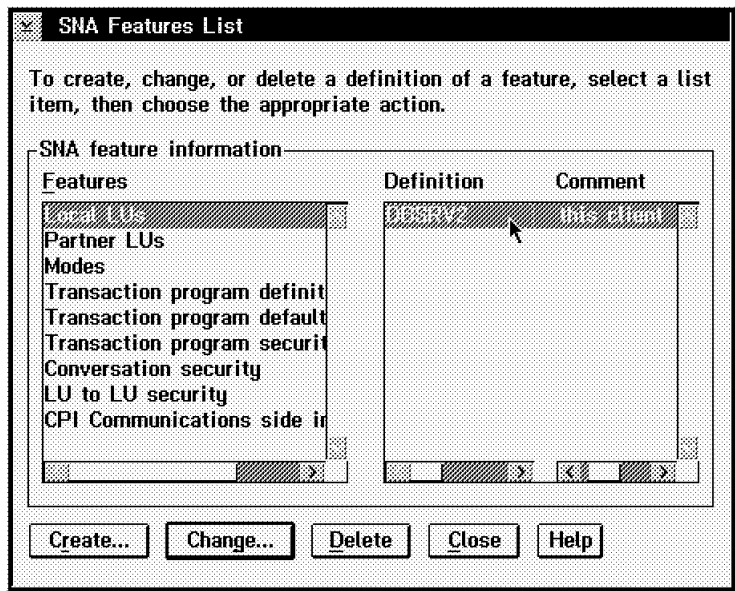 SNA Features List
To create, change, or delete a definition of a feature, select a list
item, then choose the appropriate action.
SNA feature information
Features
Definition
Comment
Local LUs
this client
Partner LUs
Modes
Transaction program definit
Transaction program default
Transaction program securit
Conversation security
LU to LU security
CPI Communications side in
Create...
Change...
Delete
Close
Help